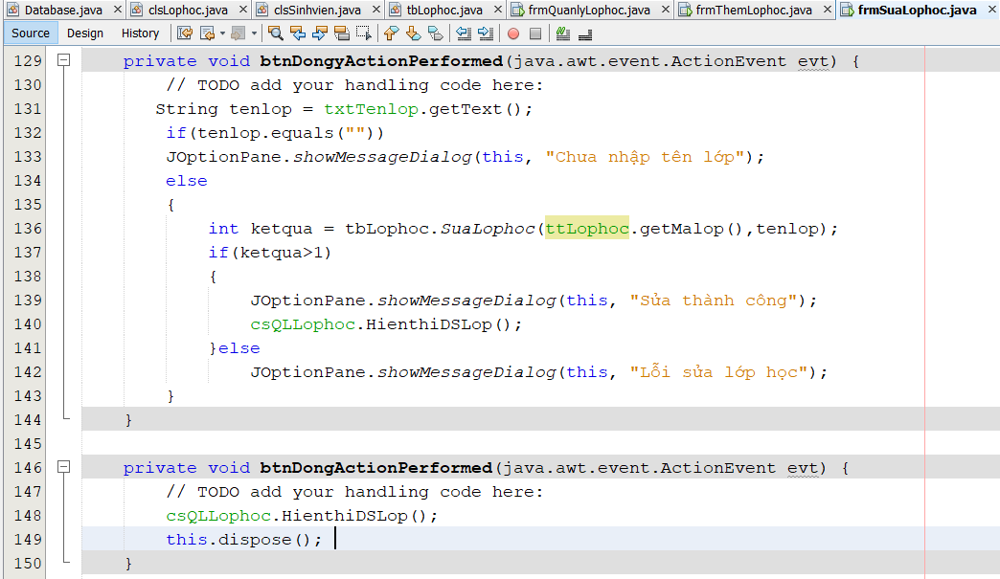 Database.java clsLophoc.java clsSinhvien.java tbLophoc.java frmQuanlyLophoc.java frmThemLophoc.java frmSuaLophoc.java
Source Design History
129 private void btnDongyActionPerformed(java.awt.event.ActionEvent evt) {
130 // TODO add your handling code here:
131 String tenlop = txtTenlop.getText();
132 if(tenlop.equals(""))
133 JOptionPane.showMessageDialog(this, "Chưa nhập tên lớp");
134 else
135 {
136 int ketqua = tbLophoc.SuaLophoc(ttLophoc.getMalop(),tenlop);
137 if(ketqua>1)
138 {
139 JOptionPane.showMessageDialog(this, "Sửa thành công");
140 csQLLophoc.HienthiDSLop();
141 }else
142 JOptionPane.showMessageDialog(this, "Lỗi sửa lớp học");
143 }
144 }
145
146 private void btnDongActionPerformed(java.awt.event.ActionEvent evt) {
147 // TODO add your handling code here:
148 csQLLophoc.HienthiDSLop();
149 this.dispose();
150 }